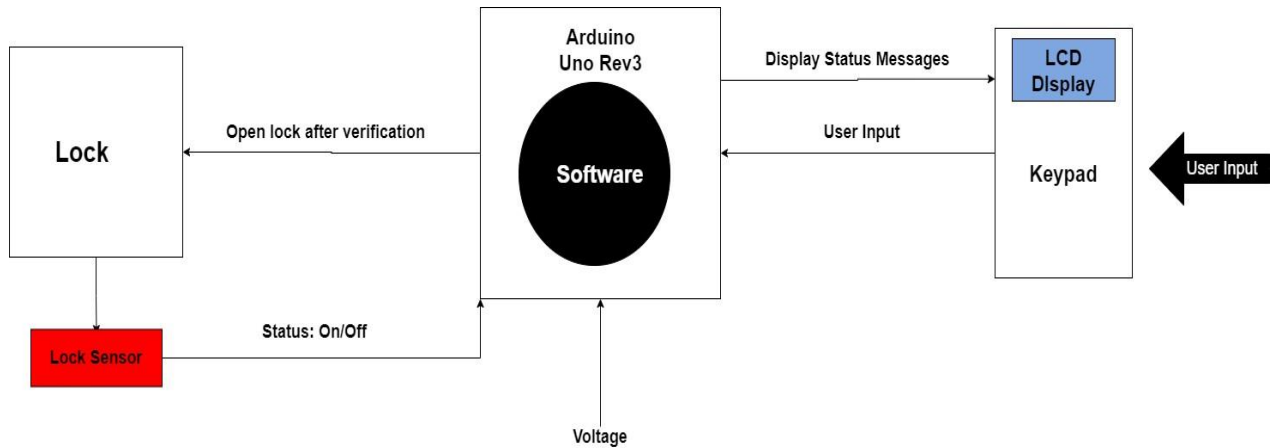 Arduino
Uno Rev3
Software
Lock
Open lock after verification
Lock Sensor
Status: On/Off
Voltage
Display Status Messages
User Input
LCD
DIsplay
Keypad
User Input